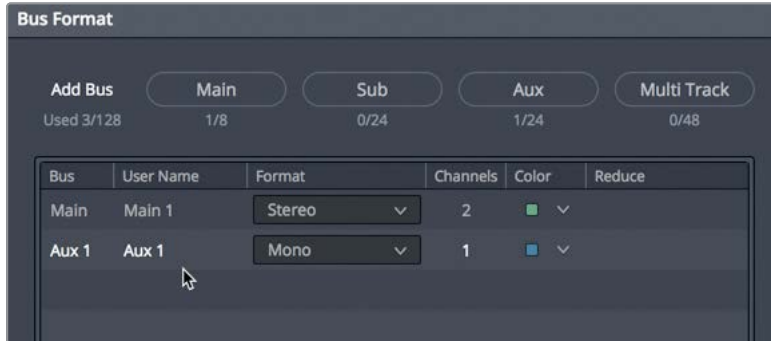 Bus Format
Add Bus Main Sub Aux Multi Track
Used 3/128 1/8 0/24 1/24 0/48
Bus User Name Format Channels Color Reduce
Main Main 1 Stereo 2
Aux 1 Aux 1 Mono 1